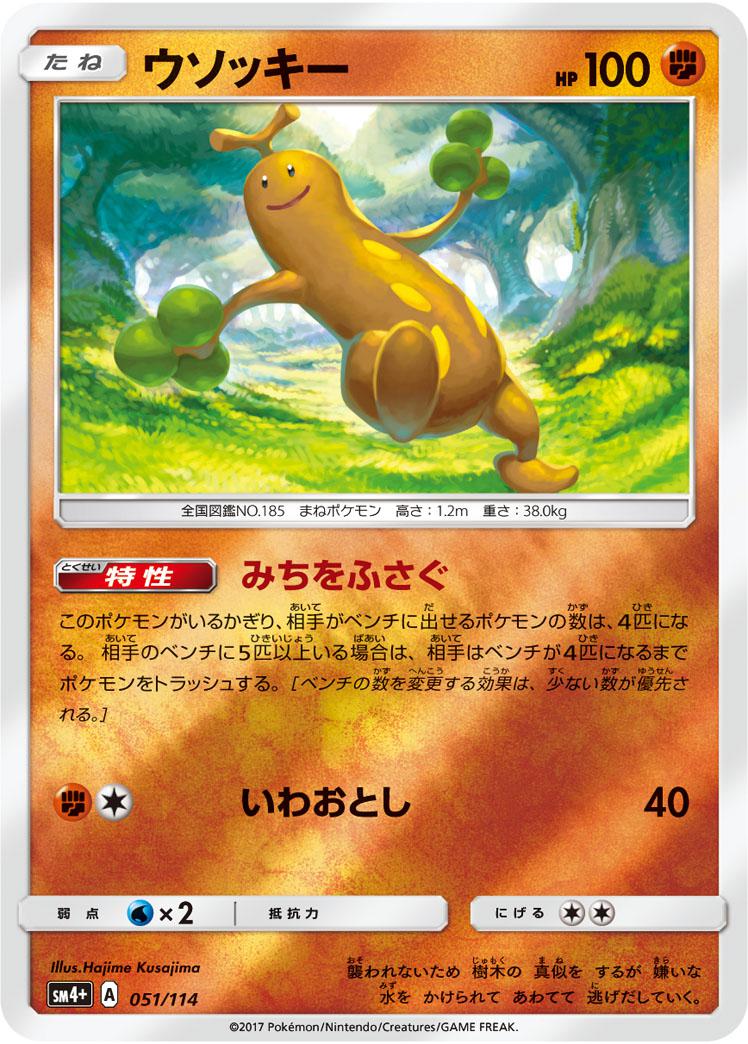 たね ウソッキー HP 100
全国図鑑NO.185 まねポケモン 高さ：1.2m 重さ：38.0kg
とくせい
特性 みちをふさぐ
このポケモンがいるかぎり、相手がベンチに出せるポケモンの数は、4匹にな
る。相手のベンチに5匹以上いる場合は、相手はベンチが4匹になるまで
ポケモンをトラッシュする。［ベンチの数を変更する効果は、少ない数が優先さ
れる。］
いわおとし 40
弱点 ×2 抵抗力 にげる
Illus.Hajime Kusajima
SM4+ A 051/114
襲われないため 樹木の 真似を するが 嫌いな
水を かけられて あわてて 逃げだしていく。
©2017 Pokémon/Nintendo/Creatures/GAME FREAK.